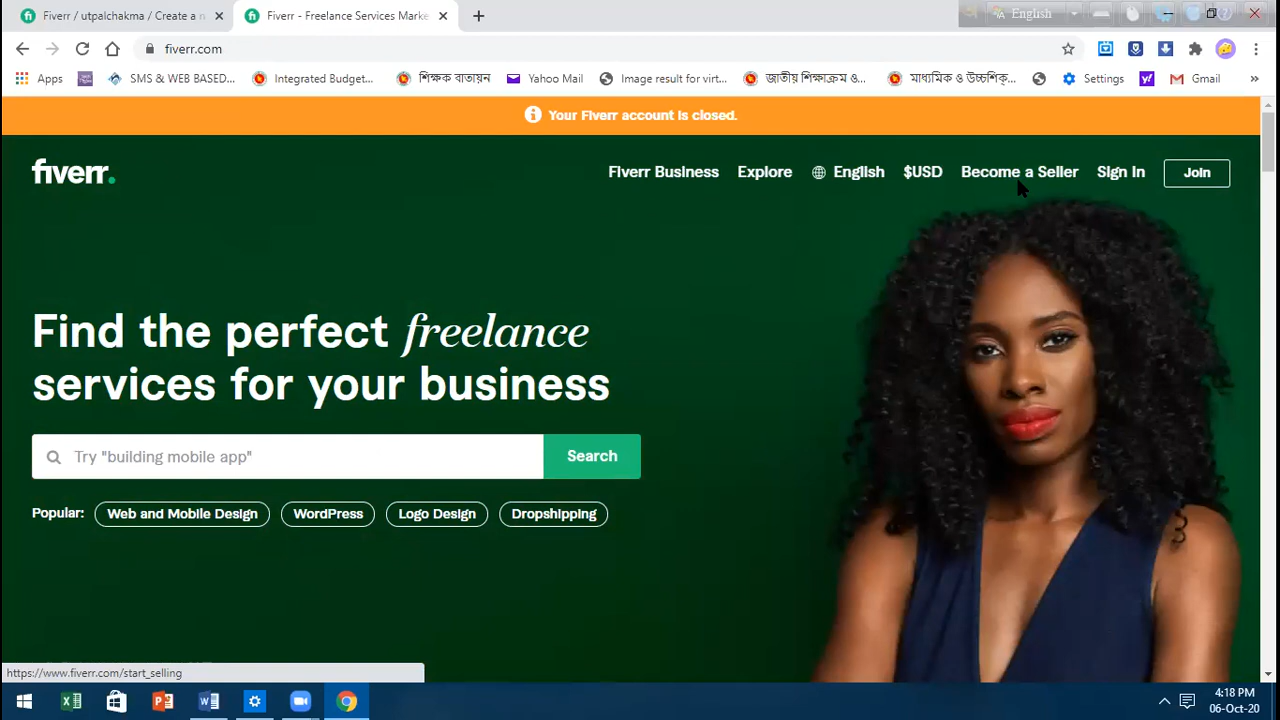 Fiverr / utpalchakma / Create a n
Fiverr - Freelance Services Marke
English
fiverr.com
Apps
SMS & WEB BASED...
Integrated Budget...
শিক্ষক বাতায়ন
Yahoo Mail
Image result for virt...
জাতীয় শিক্ষাক্রম ও...
মাধ্যমিক ও উচ্চশিক্...
Settings
Gmail
Your Fiverr account is closed.
fiverr.
Fiverr Business
Explore
English
$USD
Become a Seller
Sign In
Join
Find the perfect freelance
services for your business
Try "building mobile app"
Search
Popular:
Web and Mobile Design
WordPress
Logo Design
Dropshipping
https://www.fiverr.com/start_selling
4:18 PM
06-Oct-20